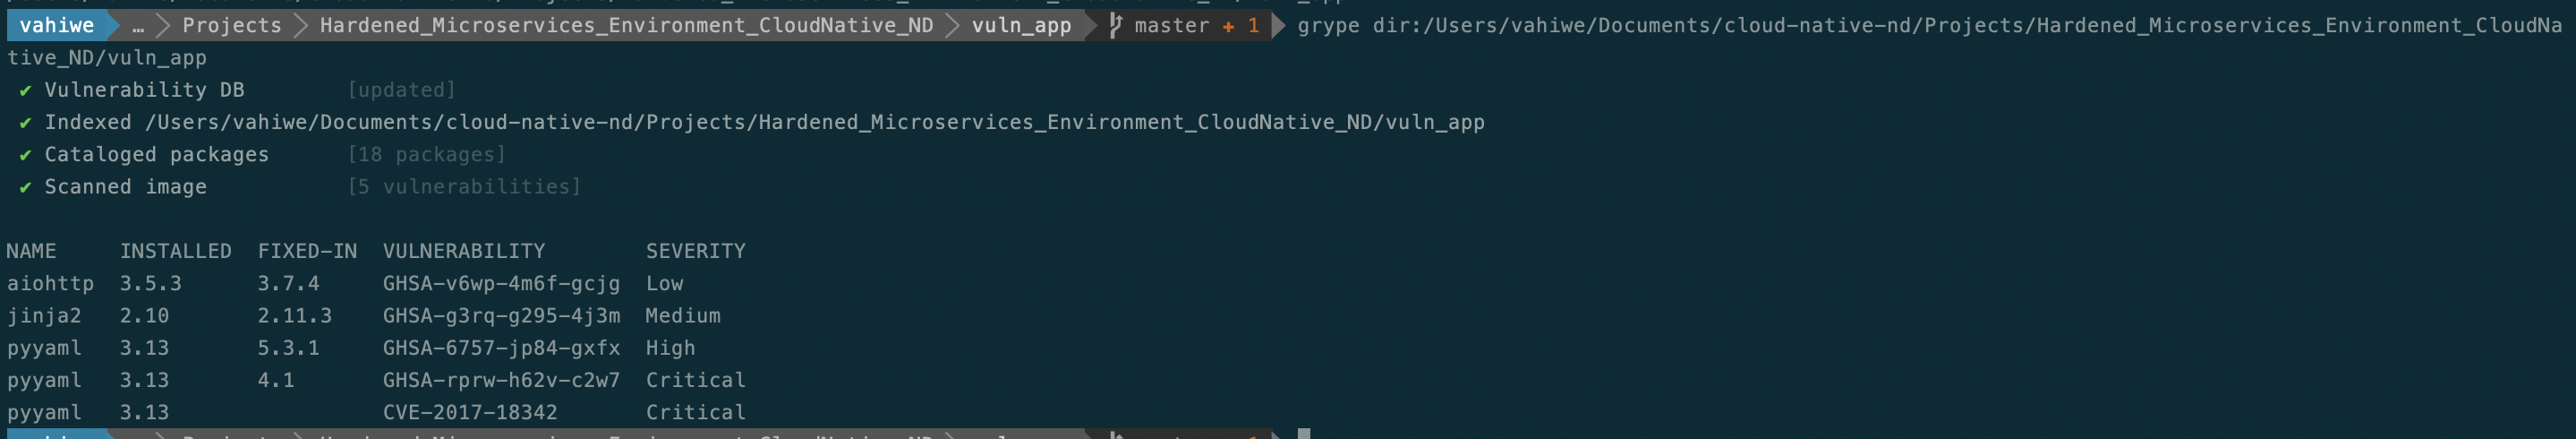 vahiwe … Projects Hardened_Microservices_Environment_CloudNative_ND vuln_app master + 1 grype dir:/Users/vahiwe/Documents/cloud-native-nd/Projects/Hardened_Microservices_Environment_CloudNa
tive_ND/vuln_app
✔ Vulnerability DB [updated]
✔ Indexed /Users/vahiwe/Documents/cloud-native-nd/Projects/Hardened_Microservices_Environment_CloudNative_ND/vuln_app
✔ Cataloged packages [18 packages]
✔ Scanned image [5 vulnerabilities]
NAME INSTALLED FIXED-IN VULNERABILITY SEVERITY
aiohttp 3.5.3 3.7.4 GHSA-v6wp-4m6f-gcjg Low
jinja2 2.10 2.11.3 GHSA-g3rq-g295-4j3m Medium
pyyaml 3.13 5.3.1 GHSA-6757-jp84-gxfx High
pyyaml 3.13 4.1 GHSA-rprw-h62v-c2w7 Critical
pyyaml 3.13 CVE-2017-18342 Critical